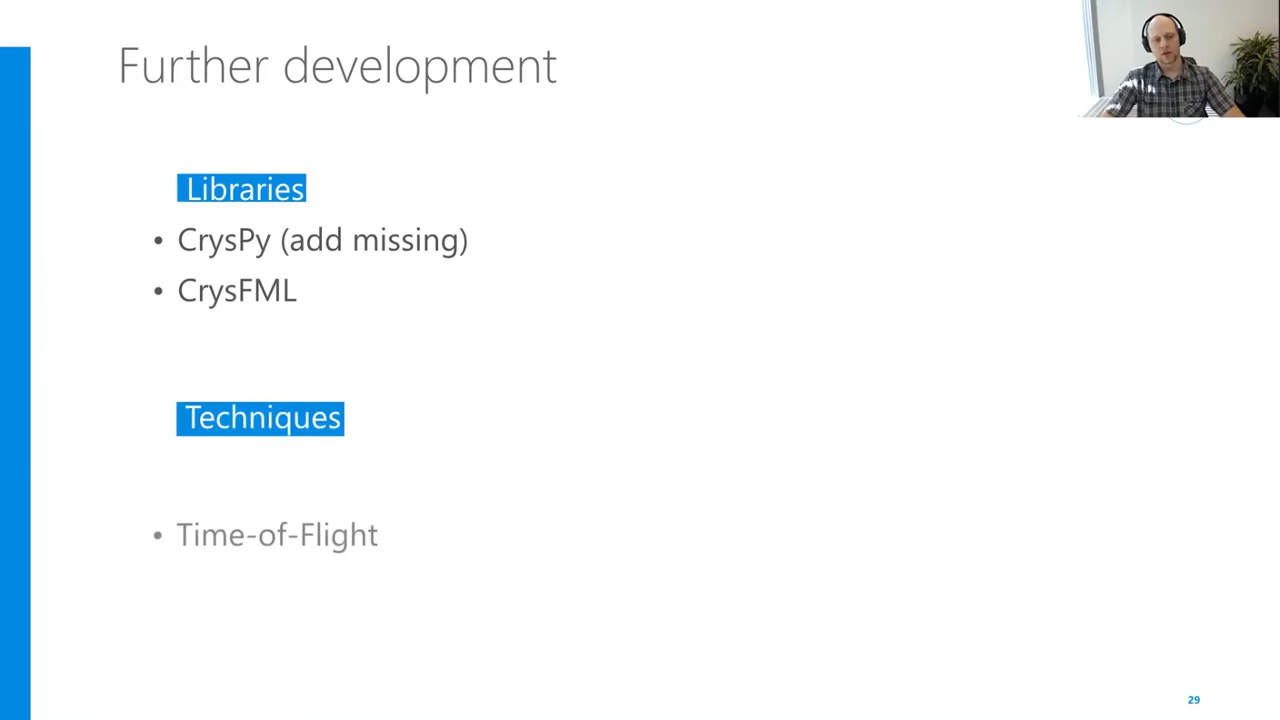 Further development
Libraries
• CrysPy (add missing)
• CrysFML
Techniques
• Time-of-Flight
29